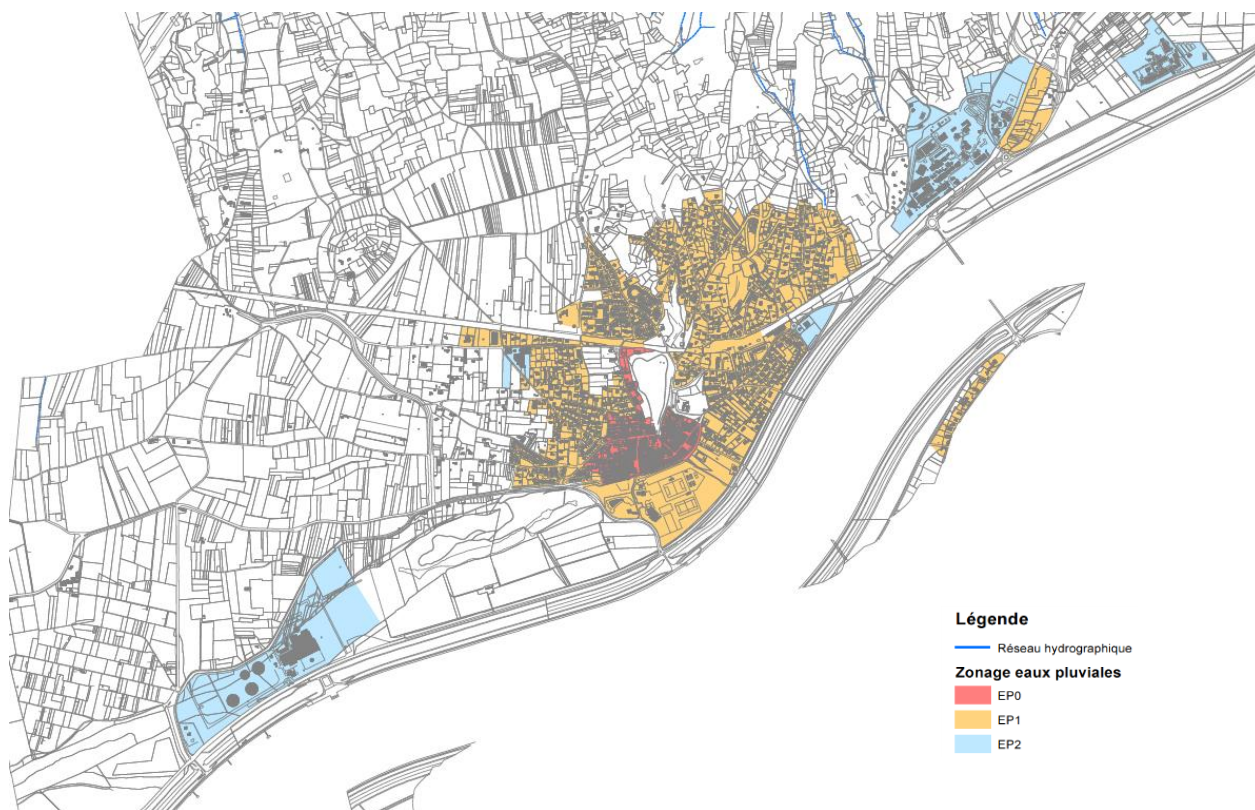 Légende
Réseau hydrographique
Zonage eaux pluviales
EP0
EP1
EP2